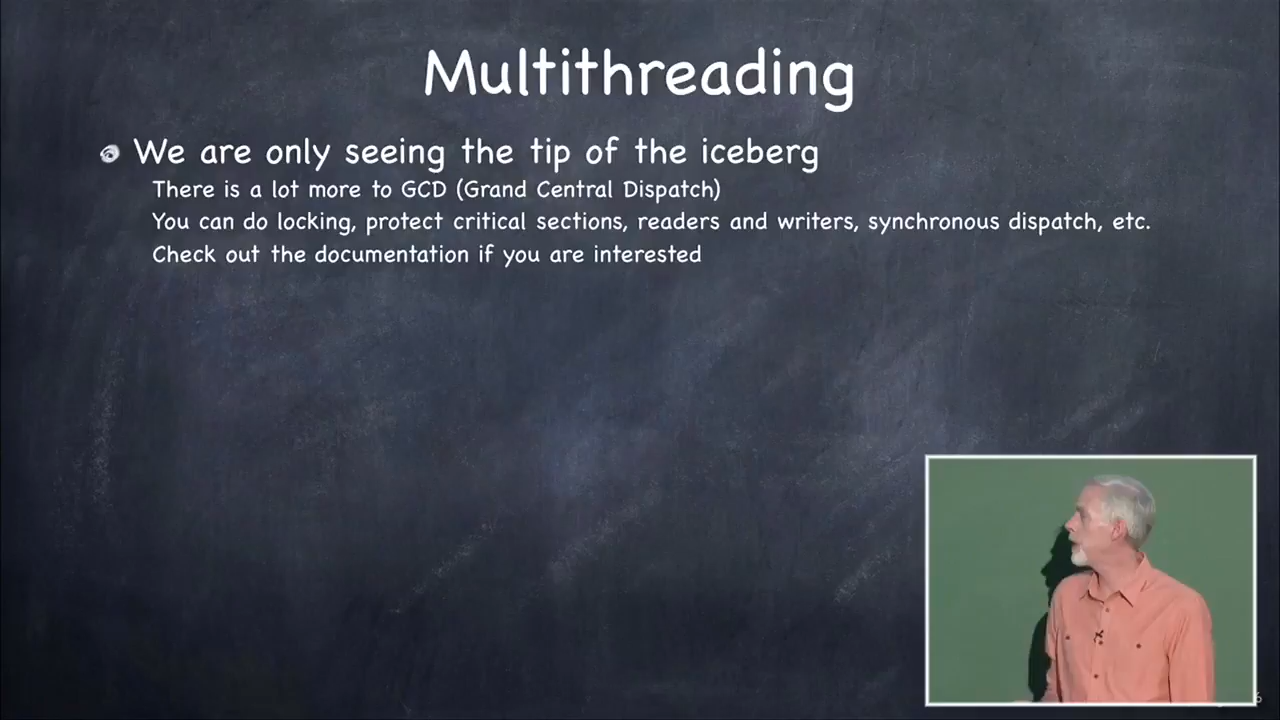 Multithreading
We are only seeing the tip of the iceberg
There is a lot more to GCD (Grand Central Dispatch)
You can do locking, protect critical sections, readers and writers, synchronous dispatch, etc.
Check out the documentation if you are interested